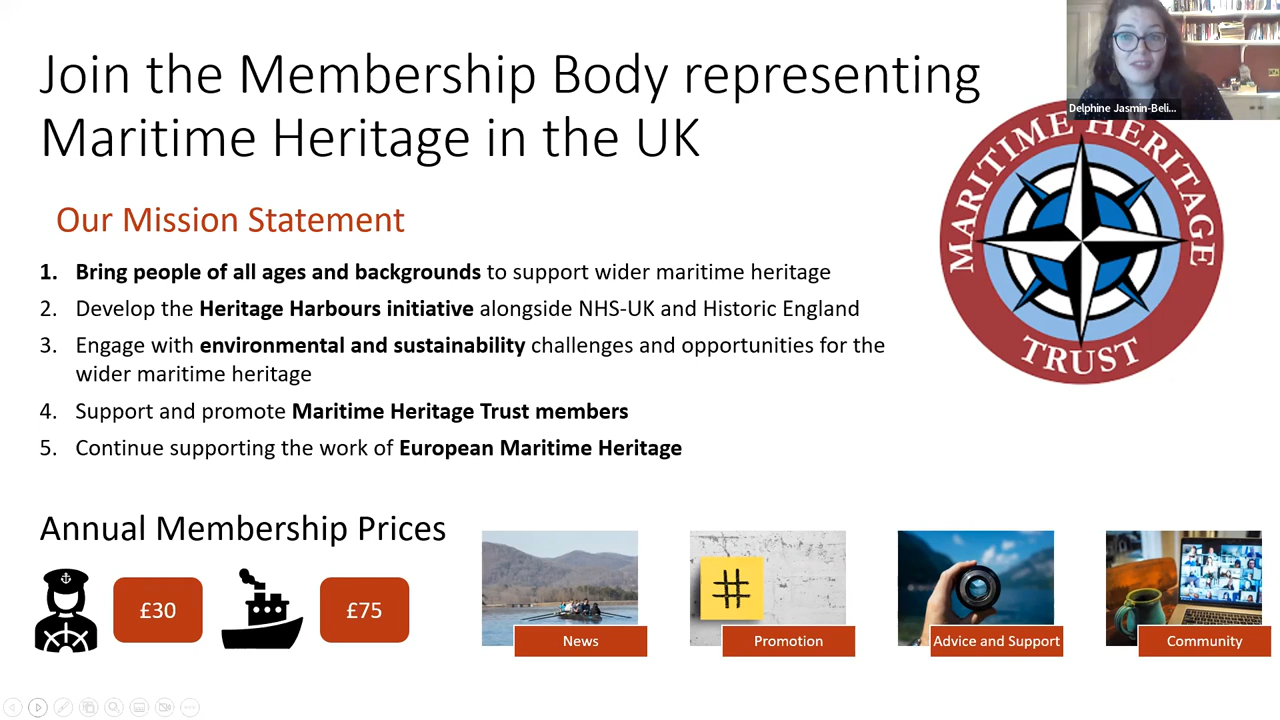 Join the Membership Body representing
Maritime Heritage in the UK
Delphine Jasmin-Beli...
MARITIME HERITAGE
TRUST
Our Mission Statement
1. Bring people of all ages and backgrounds to support wider maritime heritage
2. Develop the Heritage Harbours initiative alongside NHS-UK and Historic England
3. Engage with environmental and sustainability challenges and opportunities for the
wider maritime heritage
4. Support and promote Maritime Heritage Trust members
5. Continue supporting the work of European Maritime Heritage
Annual Membership Prices
£30
£75
#
News
Promotion
Advice and Support
Community